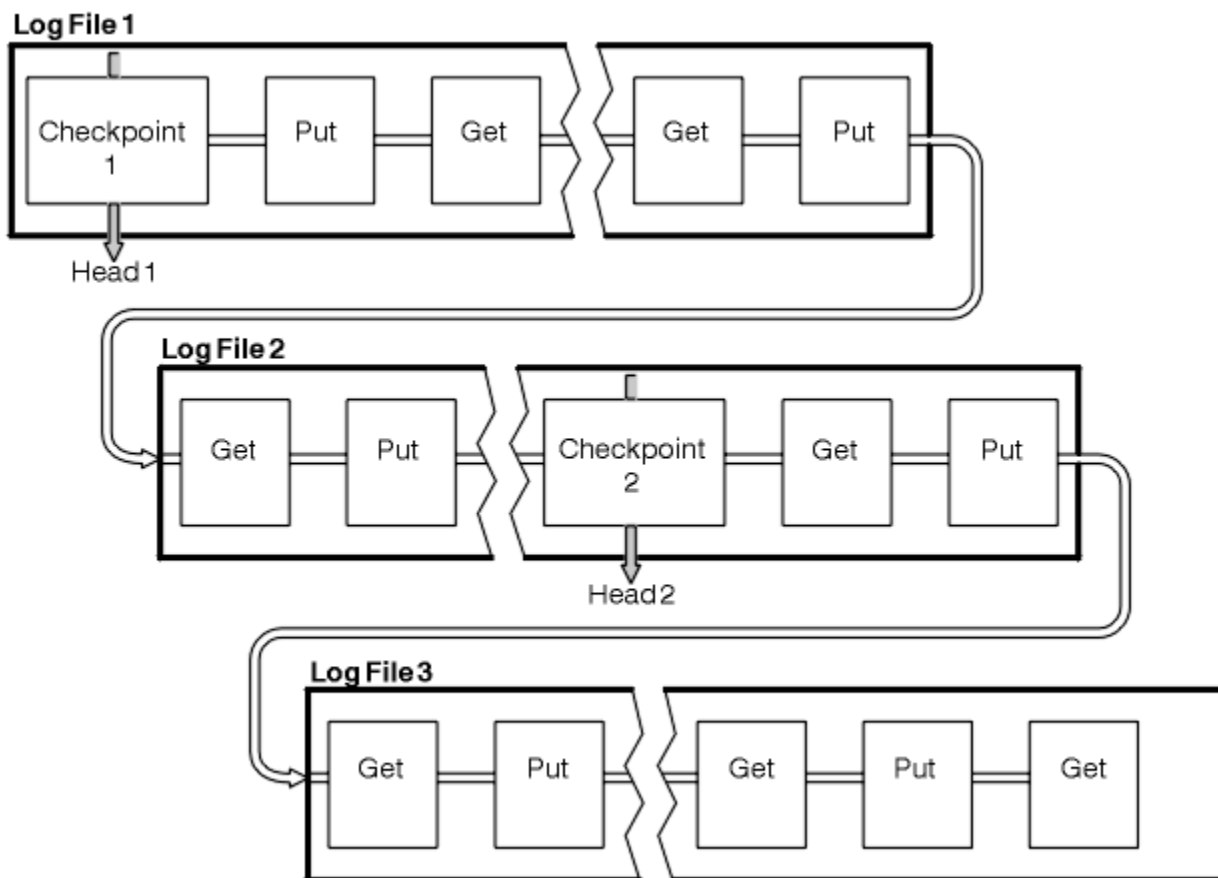 Log File 1
Checkpoint
1
Put
Get
Get
Put
Head 1
Log File 2
Get
Put
Checkpoint
2
Get
Put
Head 2
Log File 3
Get
Put
Get
Put
Get